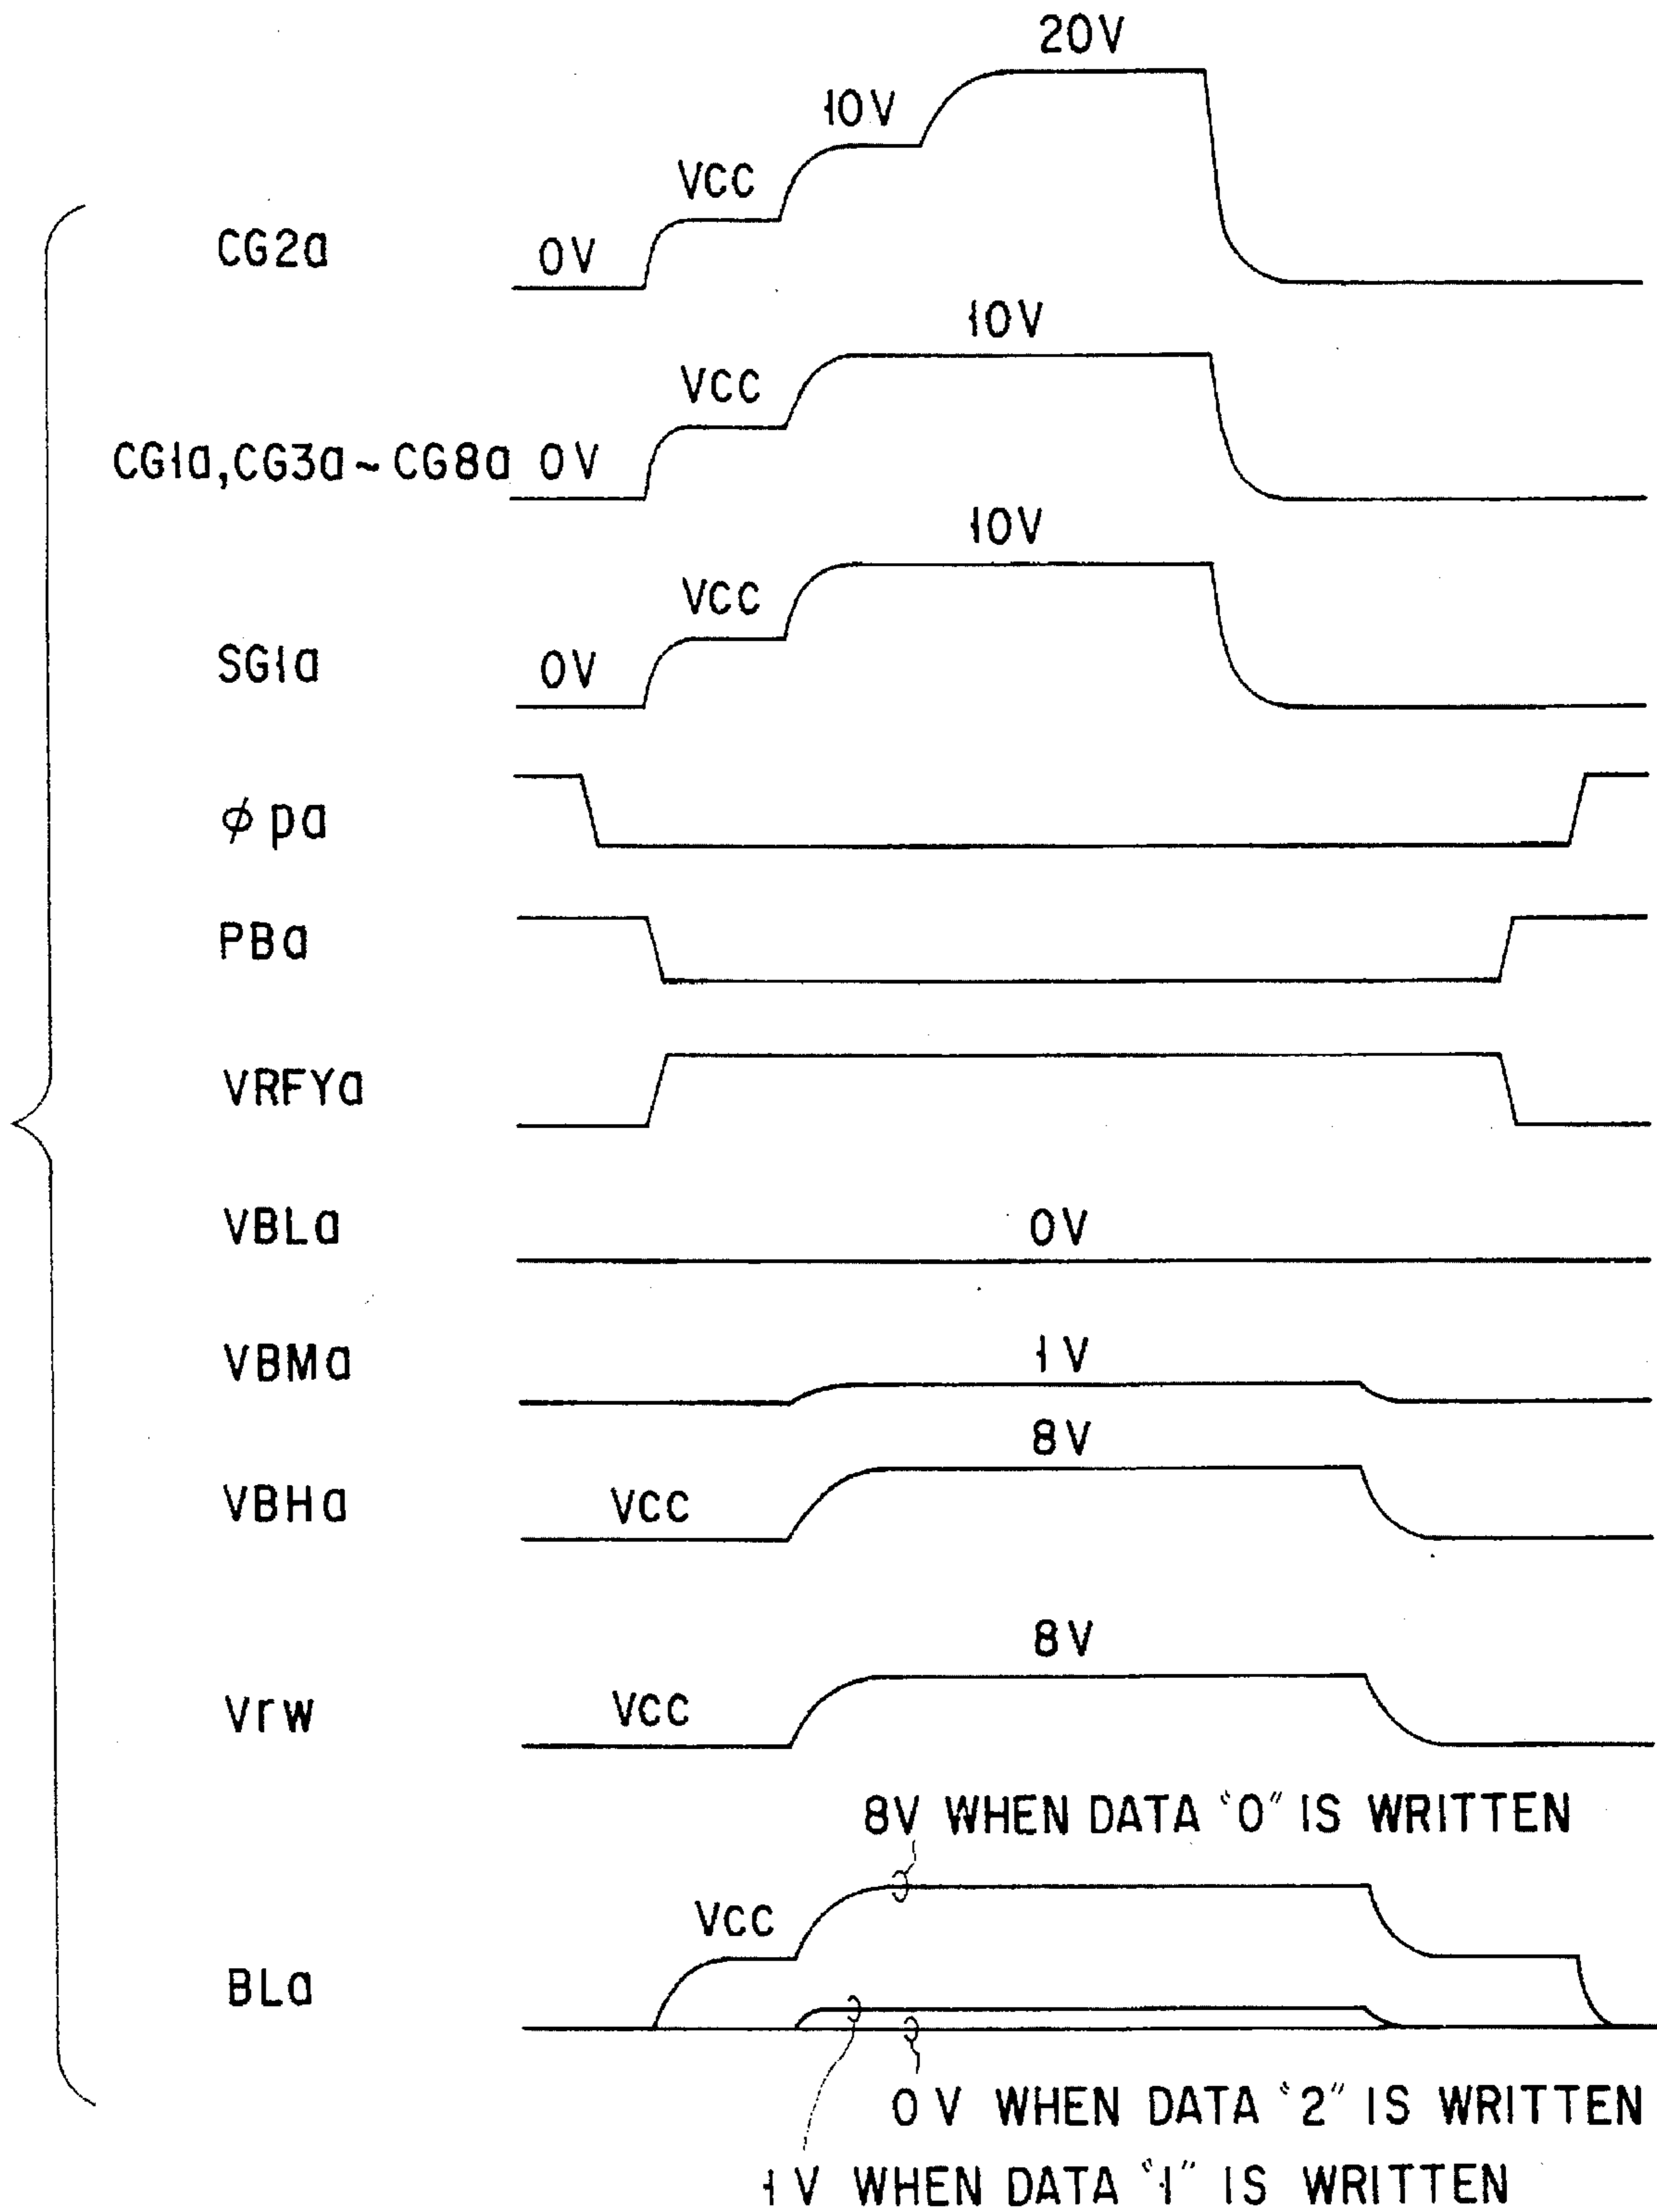 20V
10V
VCC
CG2a 0V
10V
VCC
CG1a,CG3a~CG8a 0V
10V
VCC
SG1a 0V
φpa
PBa
VRFYa
VBLa 0V
VBMa 1V
8V
VBHa VCC
8V
Vrw VCC
8V WHEN DATA "0" IS WRITTEN
VCC
BLa
0V WHEN DATA "2" IS WRITTEN
1V WHEN DATA "1" IS WRITTEN